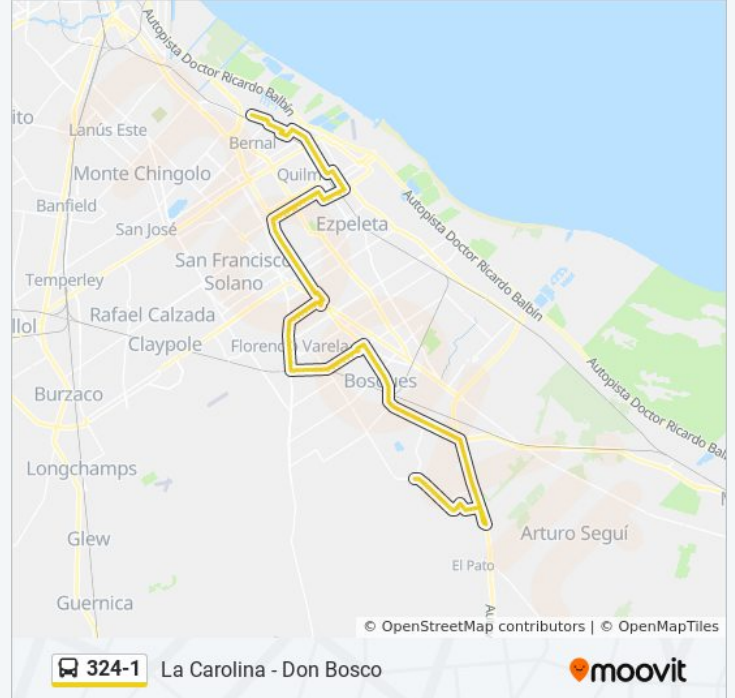 Autopista Doctor Ricardo Balbín
ito
Lanús Este
Bernal
Monte Chingolo
Quilm
Banfield
San José
Ezpeleta
Autopista Doctor Ricardo Balbín
San Francisco
Solano
Temperley
Rafael Calzada
llol
Claypole
Florencio Varela
Bosques
Autopista Doctor Ricardo Balb
Burzaco
Longchamps
Arturo Seguí
Glew
El Pato
Guernica
Au
© OpenStreetMap contributors | © OpenMapTiles
324-1 La Carolina - Don Bosco
moovit